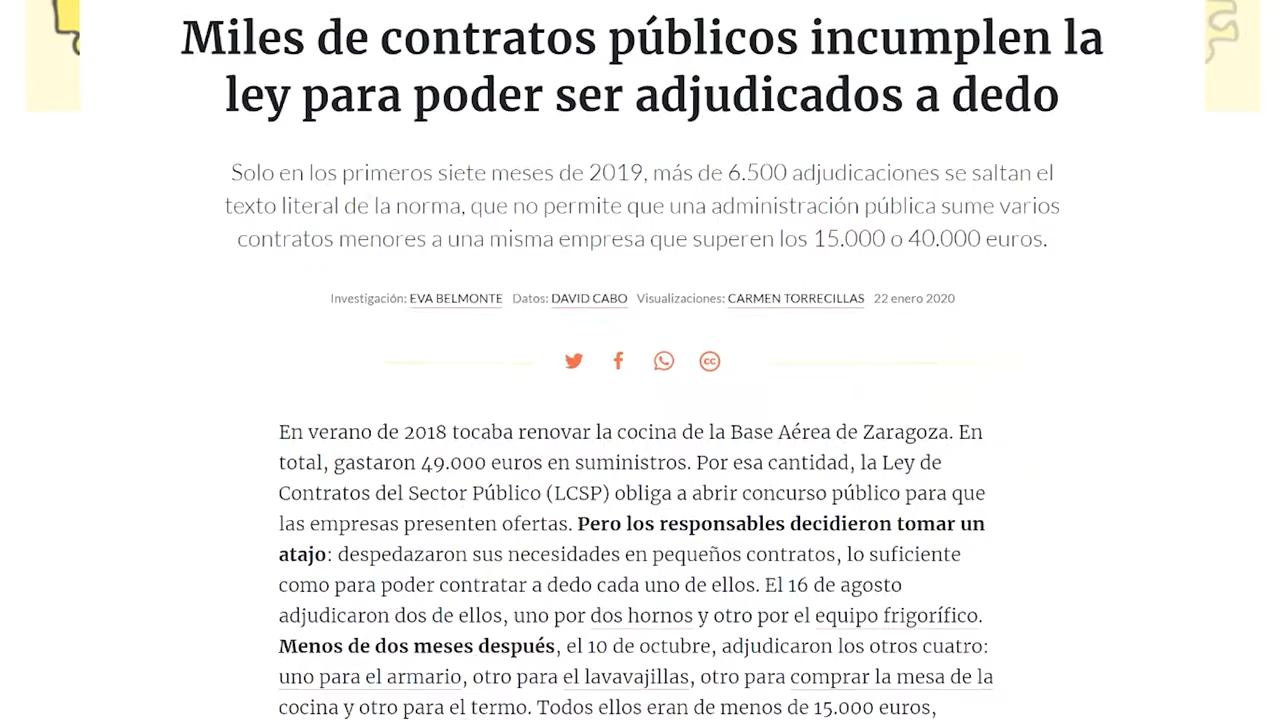 Miles de contratos públicos incumplen la
ley para poder ser adjudicados a dedo
Solo en los primeros siete meses de 2019, más de 6.500 adjudicaciones se saltan el
texto literal de la norma, que no permite que una administración pública sume varios
contratos menores a una misma empresa que superen los 15.000 o 40.000 euros.
Investigación: EVA BELMONTE Datos: DAVID CABO Visualizaciones: CARMEN TORRECILLAS 22 enero 2020
cc
En verano de 2018 tocaba renovar la cocina de la Base Aérea de Zaragoza. En
total, gastaron 49.000 euros en suministros. Por esa cantidad, la Ley de
Contratos del Sector Público (LCSP) obliga a abrir concurso público para que
las empresas presenten ofertas. Pero los responsables decidieron tomar un
atajo: despedazaron sus necesidades en pequeños contratos, lo suficiente
como para poder contratar a dedo cada uno de ellos. El 16 de agosto
adjudicaron dos de ellos, uno por dos hornos y otro por el equipo frigorífico.
Menos de dos meses después, el 10 de octubre, adjudicaron los otros cuatro:
uno para el armario, otro para el lavavajillas, otro para comprar la mesa de la
cocina y otro para el termo. Todos ellos eran de menos de 15.000 euros,